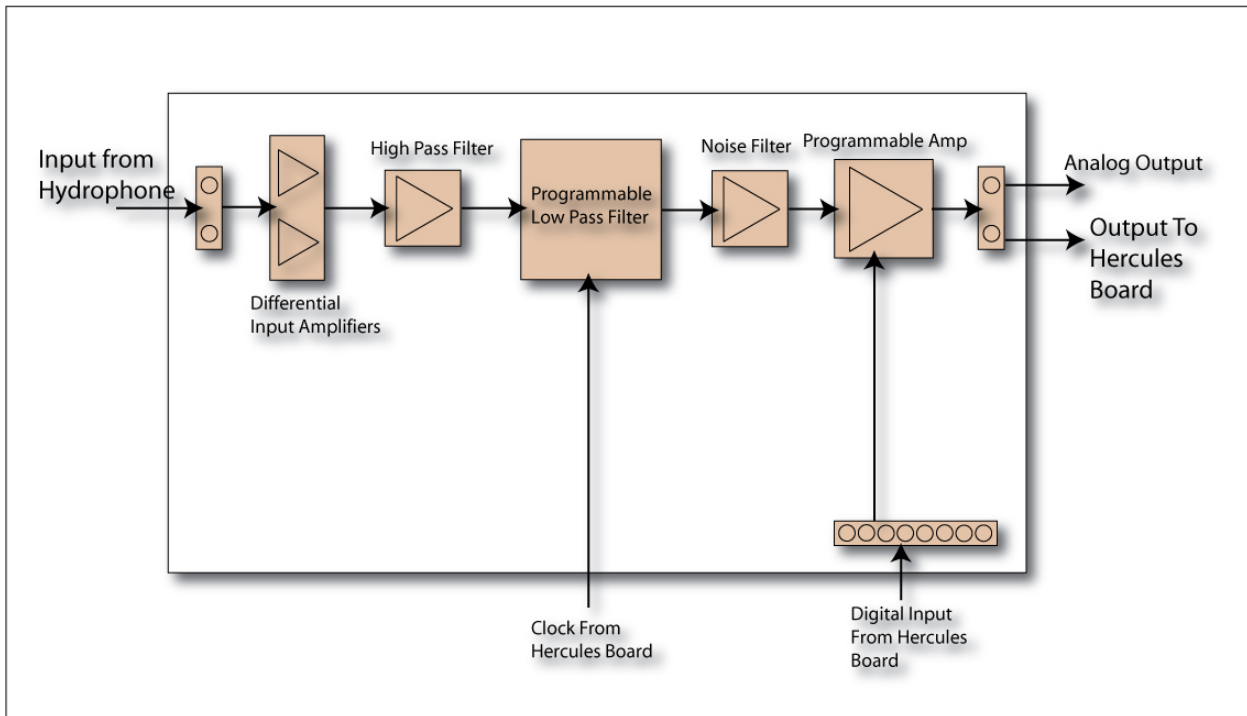 Input from
Hydrophone
Differential
Input Amplifiers
High Pass Filter
Programmable
Low Pass Filter
Noise Filter
Programmable Amp
Analog Output
Output To
Hercules
Board
Clock From
Hercules Board
Digital Input
From Hercules
Board